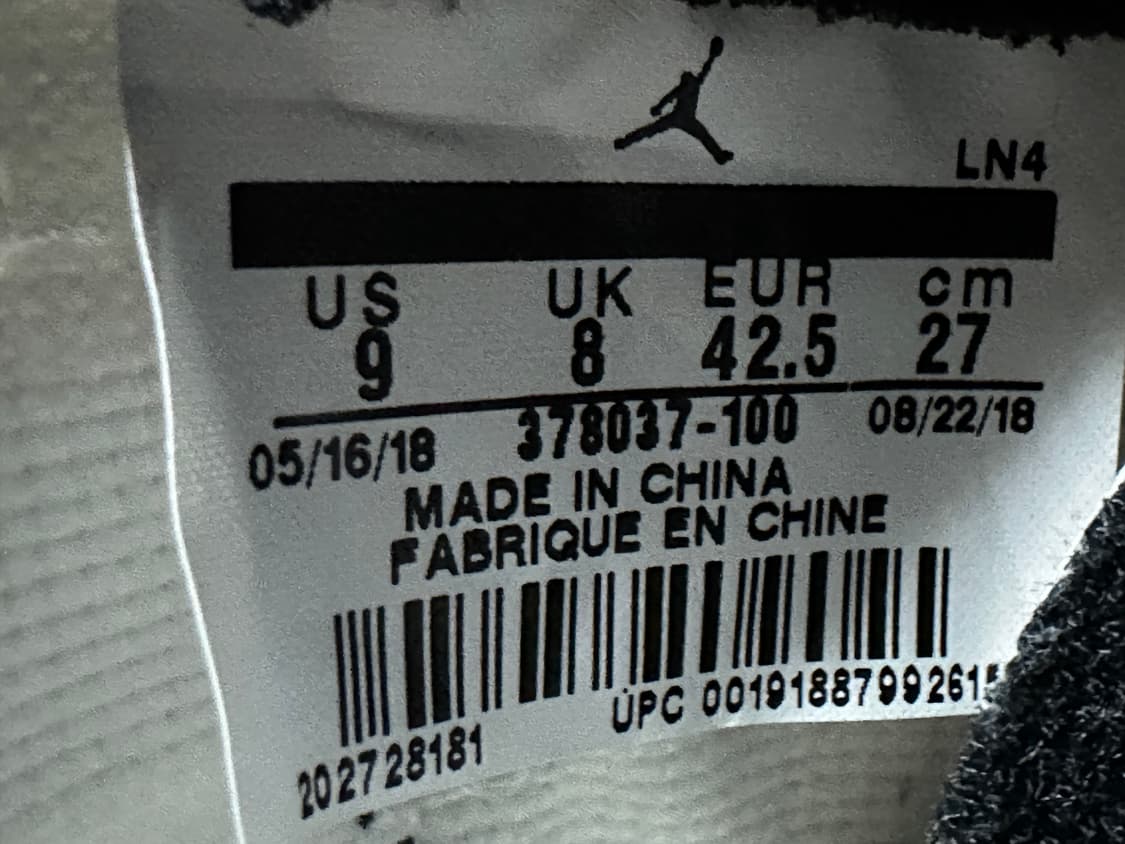 LN4
US UK EUR cm
9 8 42.5 27
05/16/18 378037-100 08/22/18
MADE IN CHINA
FABRIQUE EN CHINE
UPC 00191887992615
202728181